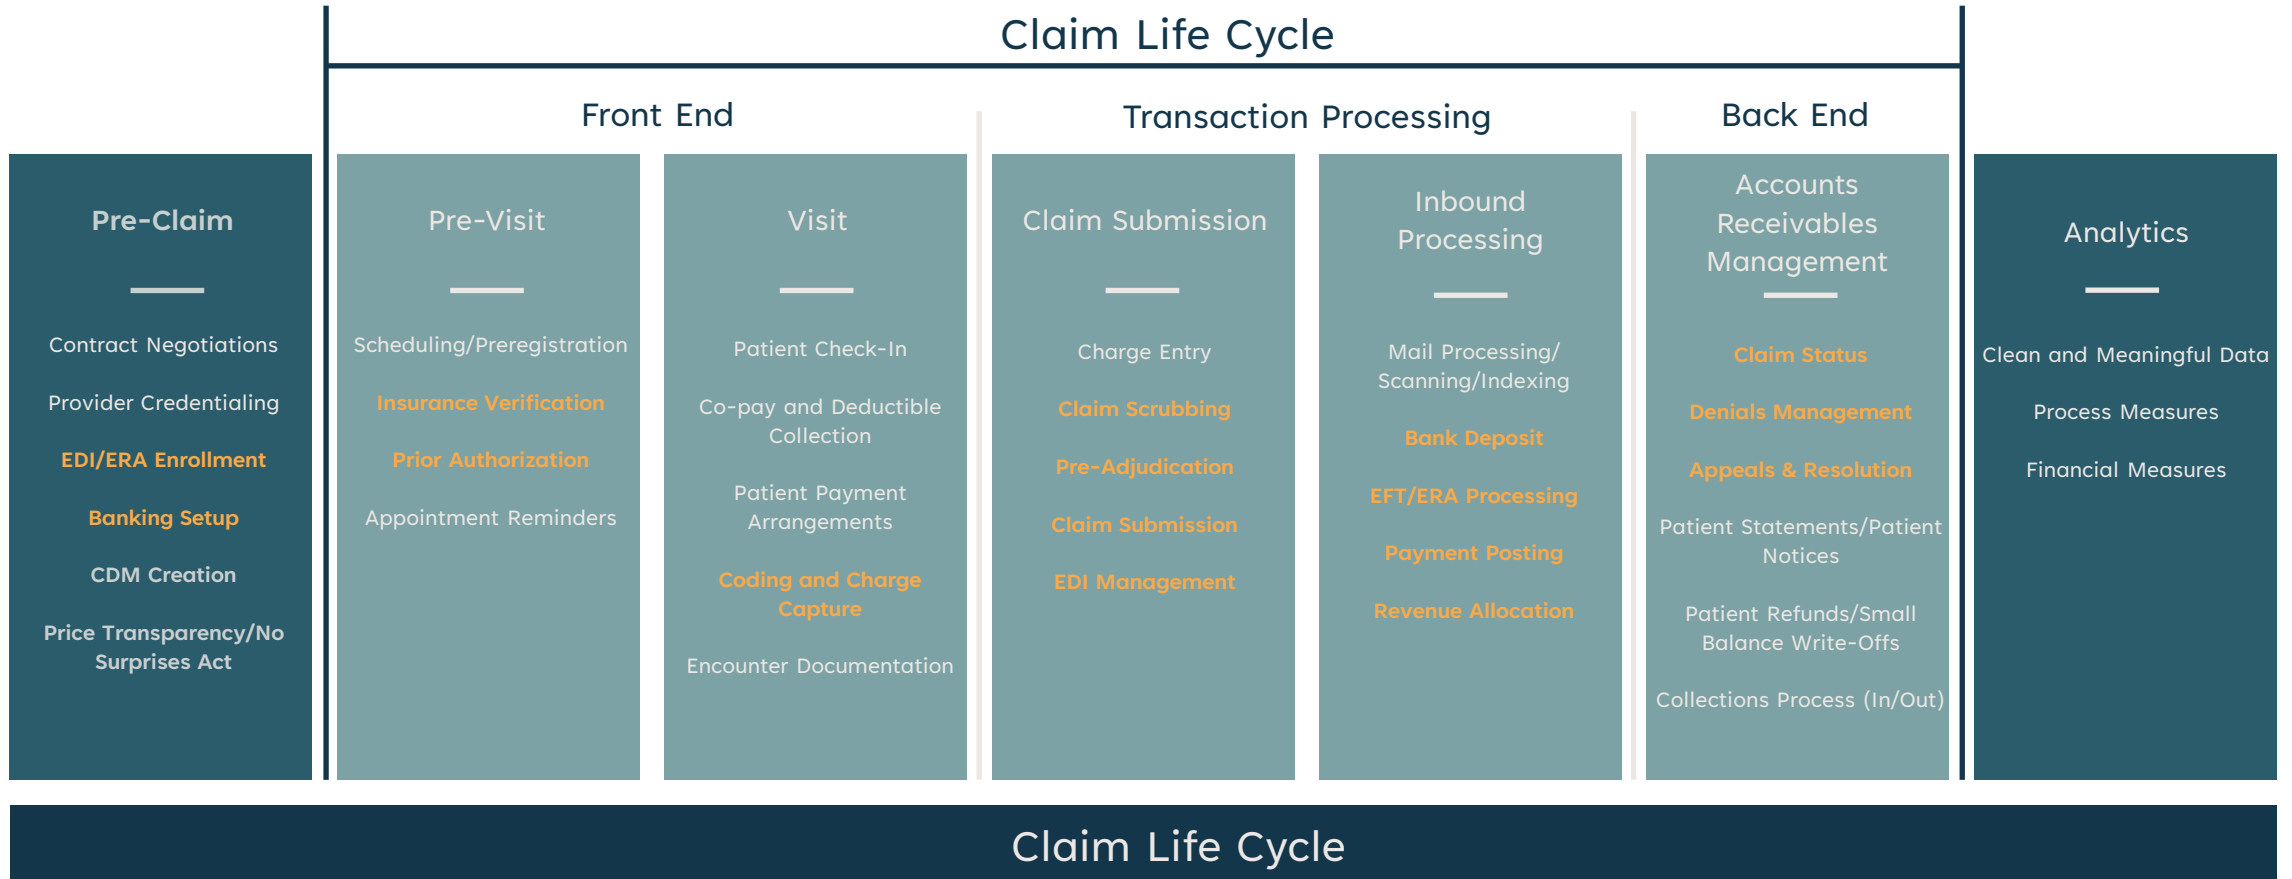 Claim Life Cycle
Front End
Transaction Processing
Back End
Pre-Claim
Contract Negotiations
Provider Credentialing
EDI/ERA Enrollment
Banking Setup
CDM Creation
Price Transparency/No
Surprises Act
Pre-Visit
Scheduling/Preregistration
Insurance Verification
Prior Authorization
Appointment Reminders
Visit
Patient Check-In
Co-pay and Deductible
Collection
Patient Payment
Arrangements
Coding and Charge
Capture
Encounter Documentation
Claim Submission
Charge Entry
Claim Scrubbing
Pre-Adjudication
Claim Submission
EDI Management
Inbound
Processing
Mail Processing/
Scanning/Indexing
Bank Deposit
EFT/ERA Processing
Payment Posting
Revenue Allocation
Accounts
Receivables
Management
Claim Status
Denials Management
Appeals & Resolution
Patient Statements/Patient
Notices
Patient Refunds/Small
Balance Write-Offs
Collections Process (In/Out)
Analytics
Clean and Meaningful Data
Process Measures
Financial Measures
Claim Life Cycle